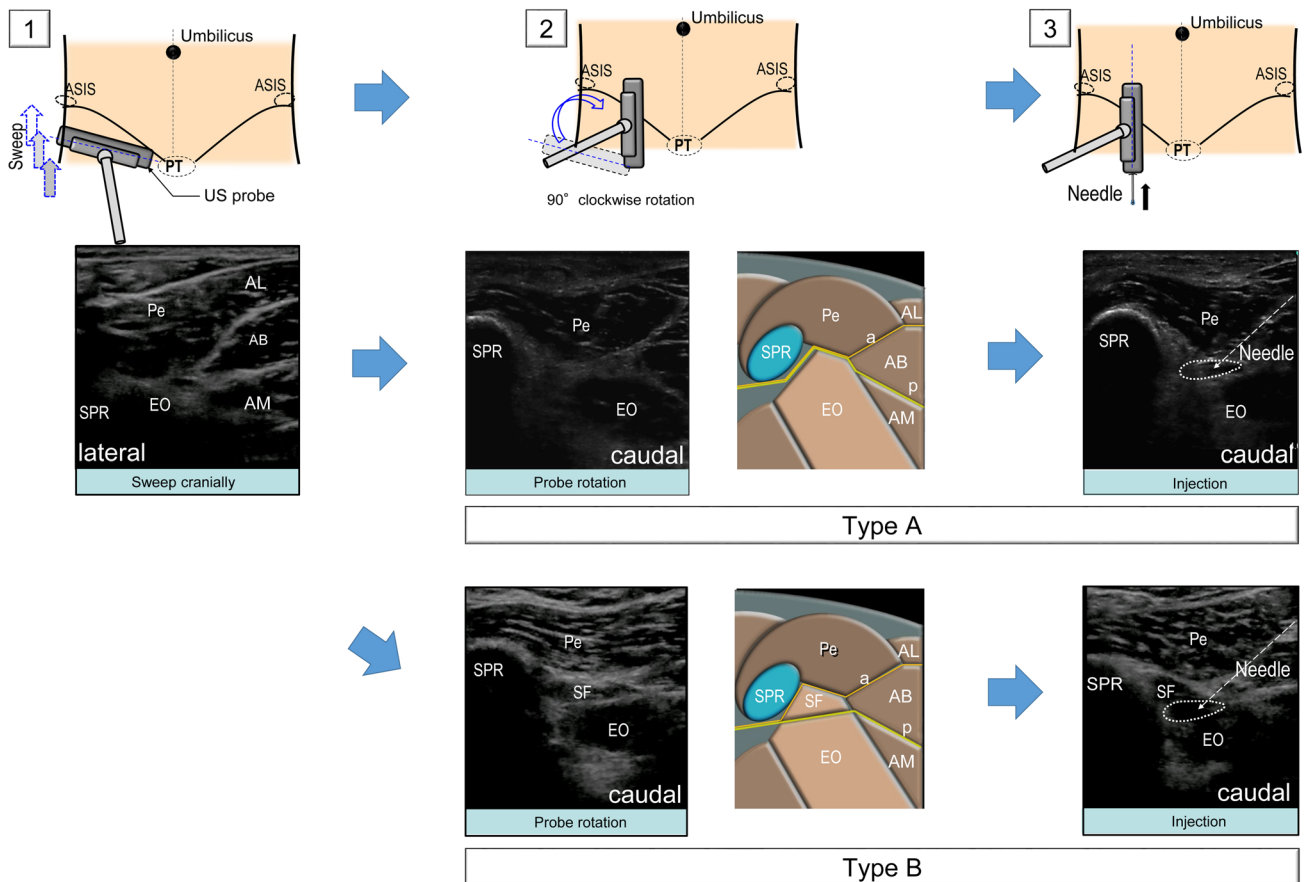 1
Umbilicus
ASIS
ASIS
Sweep
PT
US probe
2
Umbilicus
ASIS
ASIS
PT
90° clockwise rotation
3
Umbilicus
ASIS
ASIS
PT
Needle
AL
Pe
AB
SPR
EO
AM
lateral
Sweep cranially
Pe
SPR
EO
caudal
Probe rotation
Pe
AL
a
SPR
AB
p
EO
AM
Pe
SPR
Needle
EO
caudal
Injection
Type A
Pe
SPR
SF
EO
caudal
Probe rotation
Pe
AL
a
SPR
SF
AB
p
EO
AM
Pe
Needle
SPR
SF
EO
caudal
Injection
Type B